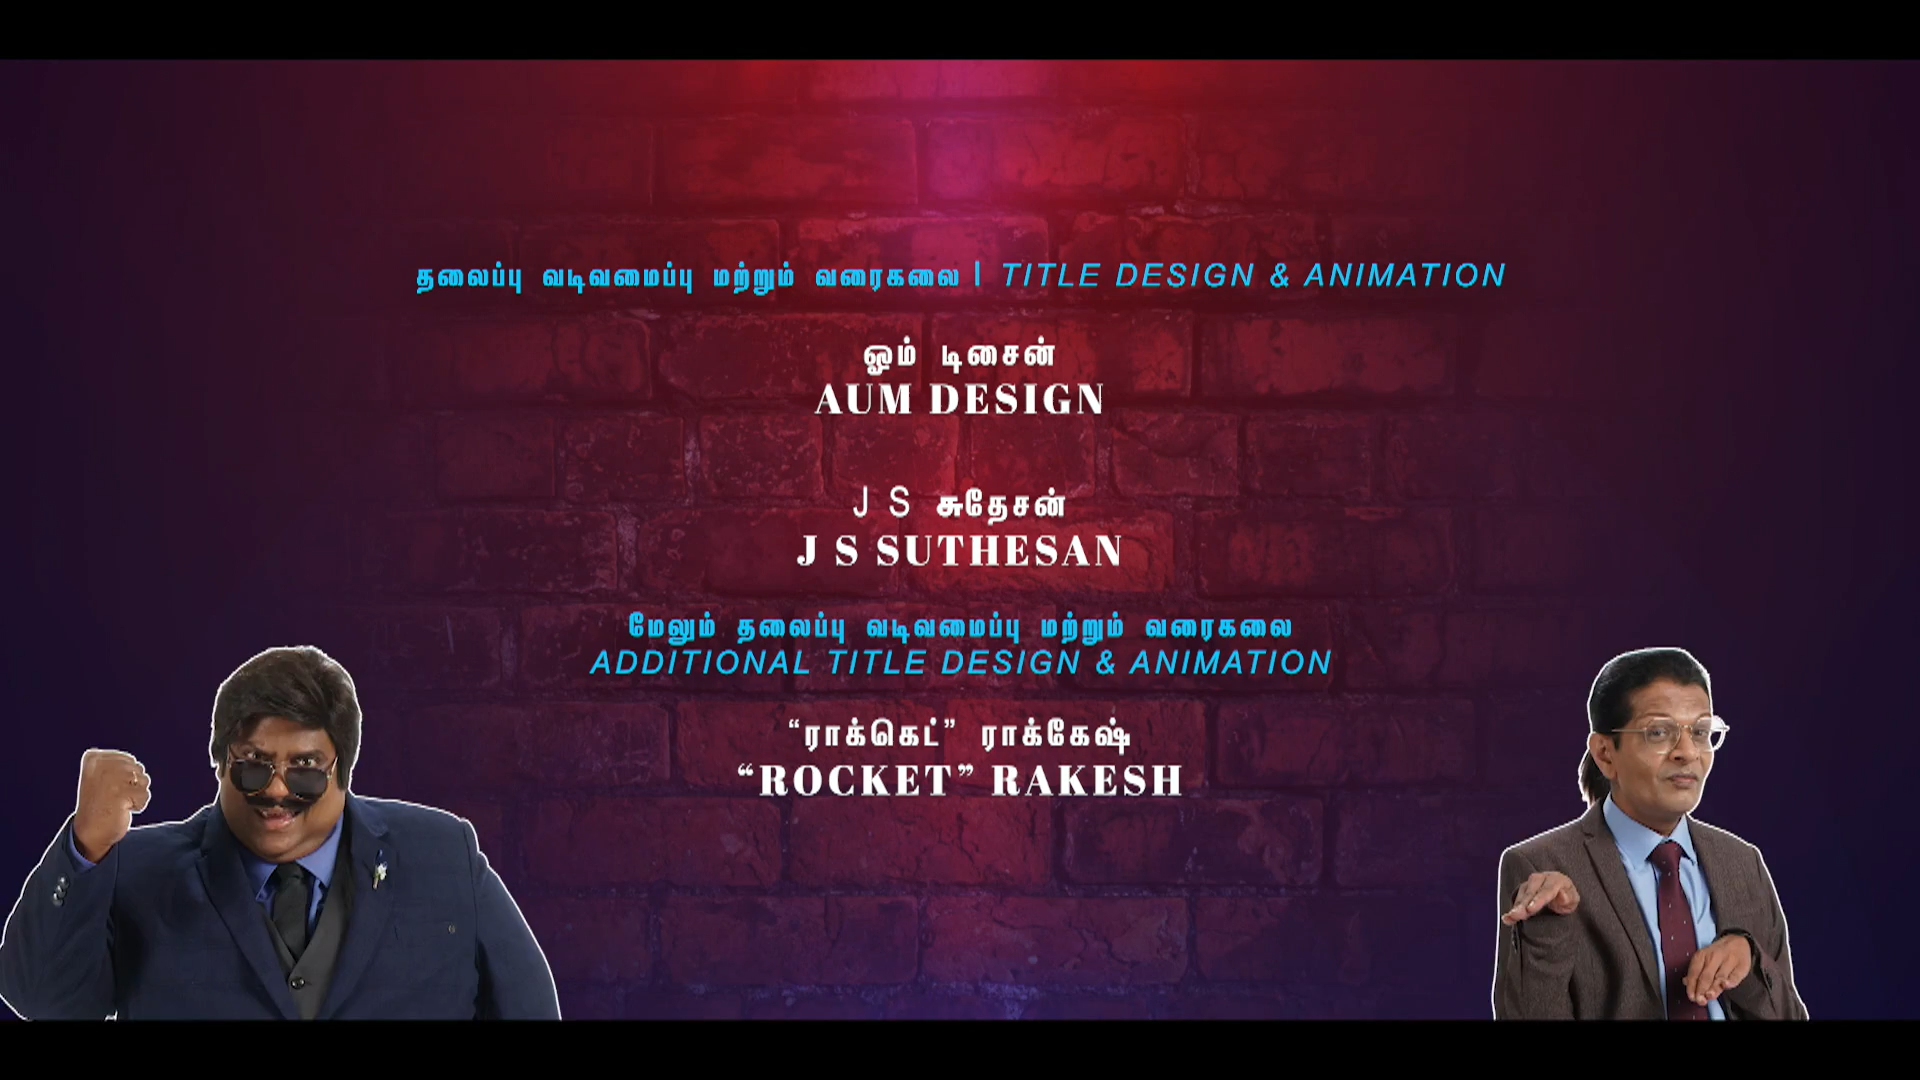 தலைப்பு வடிவமைப்பு மற்றும் வரைகலை | TITLE DESIGN & ANIMATION
ஓம் டிசைன்
AUM DESIGN
J S சுதேசன்
J S SUTHESAN
மேலும் தலைப்பு வடிவமைப்பு மற்றும் வரைகலை
ADDITIONAL TITLE DESIGN & ANIMATION
“ராக்கெட்” ராக்கேஷ்
“ROCKET” RAKESH